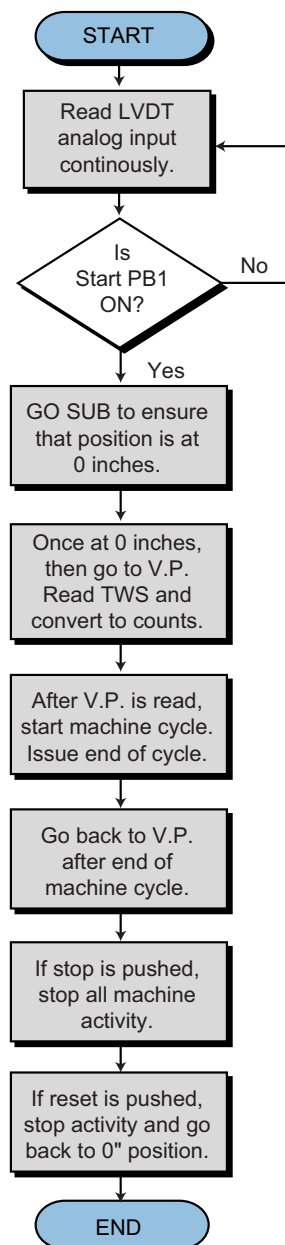 START
Read LVDT
analog input
continously.
Is
Start PB1
ON?
No
Yes
GO SUB to ensure
that position is at
0 inches.
Once at 0 inches,
then go to V.P.
Read TWS and
convert to counts.
After V.P. is read,
start machine cycle.
Issue end of cycle.
Go back to V.P.
after end of
machine cycle.
If stop is pushed,
stop all machine
activity.
If reset is pushed,
stop activity and go
back to 0" position.
END